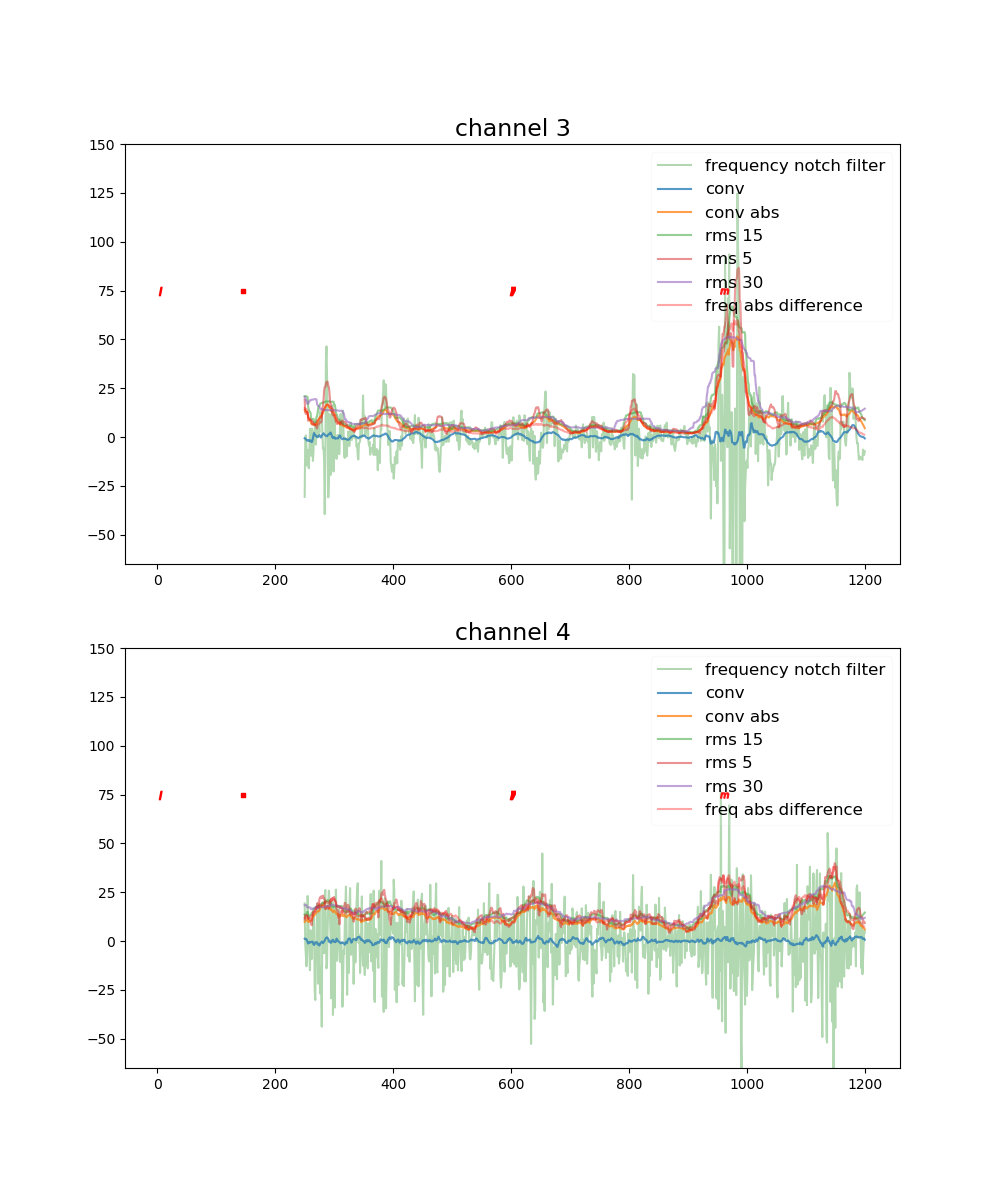 channel 3
150
125
100
75
50
25
0
−25
−50
frequency notch filter
conv
conv abs
rms 15
rms 5
rms 30
freq abs difference
m
0 200 400 600 800 1000 1200
channel 4
150
125
100
75
50
25
0
−25
−50
frequency notch filter
conv
conv abs
rms 15
rms 5
rms 30
freq abs difference
m
0 200 400 600 800 1000 1200